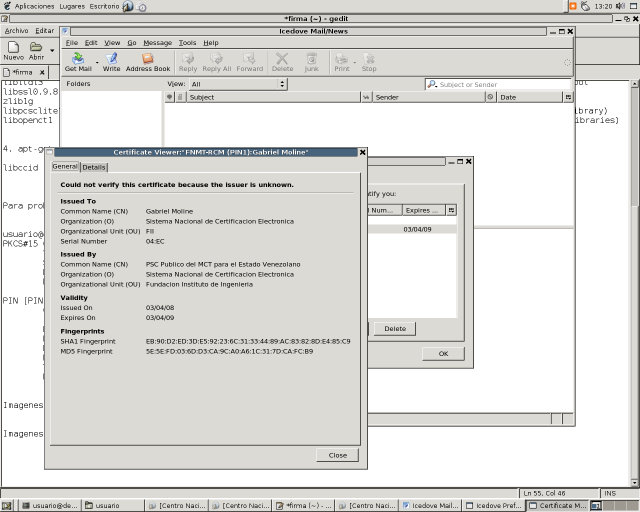 Aplicaciones Lugares Escritorio 13:20
*firma (~) - gedit
Archivo Editar
Nuevo Abrir
*firma
Icedove Mail/News
File Edit View Go Message Tools Help
Get Mail Write Address Book Reply Reply All Forward Delete Junk Print Stop
Folders View: All Subject or Sender
Subject Sender Date
libssl0.9.8
zlib1g
libpcsclite
libopenct1
ibrary)
ibraries)
4. apt-ge
libccid
Para prob
usuario@
PKCS#15
PIN [PIN
Imagenes
Imagenes
Certificate Viewer:"FNMT-RCM (PIN1):Gabriel Moline"
General Details
Could not verify this certificate because the issuer is unknown.
Issued To
Common Name (CN) Gabriel Moline
Organization (O) Sistema Nacional de Certificacion Electronica
Organizational Unit (OU) FII
Serial Number 04:EC
Issued By
Common Name (CN) PSC Publico del MCT para el Estado Venezolano
Organization (O) Sistema Nacional de Certificacion Electronica
Organizational Unit (OU) Fundacion Instituto de Ingenieria
Validity
Issued On 03/04/08
Expires On 03/04/09
Fingerprints
SHA1 Fingerprint EB:90:D2:ED:3D:E5:92:23:6C:31:33:44:89:AC:83:82:8D:E4:85:C9
MD5 Fingerprint 5E:5E:FD:03:6D:D3:CA:9C:A0:A6:1C:31:7D:CA:FC:B9
Close
ntify you:
l Num... Expires ...
03/04/09
Delete
OK
Ln 55, Col 46 INS
usuario@de... usuario [Centro Naci... [Centro Naci... *firma (~) -... [Centro Naci... Icedove Mail... Icedove Pref... Certificate M...